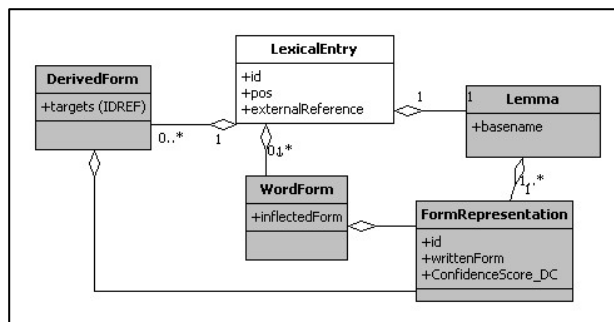 LexicalEntry
+id
+pos
+externalReference
DerivedForm
+targets (IDREF)
0..*
1
1
1
Lemma
+basename
WordForm
+inflectedForm
FormRepresentation
+id
+writtenForm
+ConfidenceScore_DC